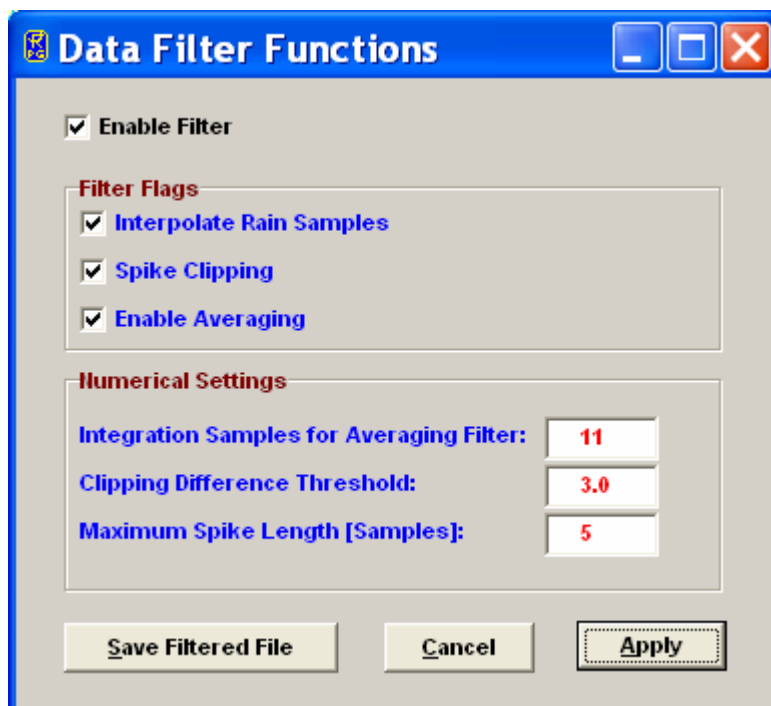 RPG Data Filter Functions
Enable Filter
Filter Flags
Interpolate Rain Samples
Spike Clipping
Enable Averaging
Numerical Settings
Integration Samples for Averaging Filter: 11
Clipping Difference Threshold: 3.0
Maximum Spike Length [Samples]: 5
Save Filtered File Cancel Apply